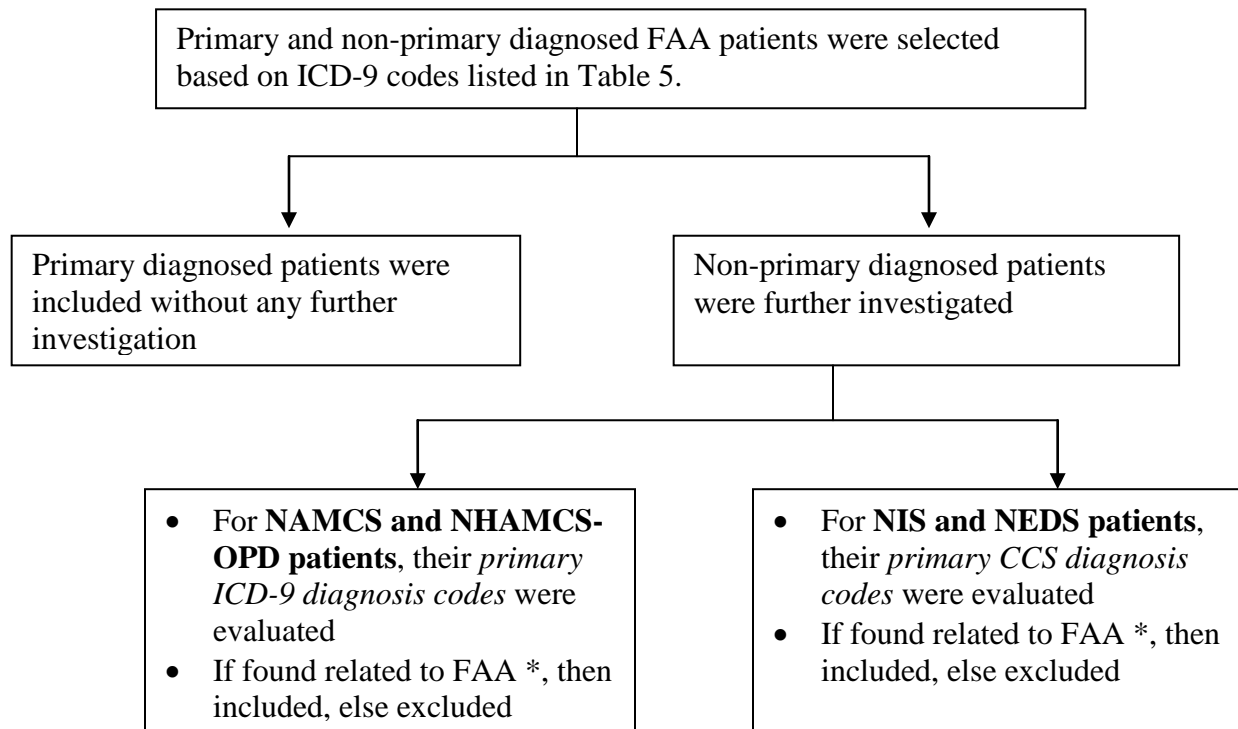 Primary and non-primary diagnosed FAA patients were selected
based on ICD-9 codes listed in Table 5.
Primary diagnosed patients were
included without any further
investigation
Non-primary diagnosed patients
were further investigated
• For NAMCS and NHAMCS-
OPD patients, their primary
ICD-9 diagnosis codes were
evaluated
• If found related to FAA *, then
included, else excluded
• For NIS and NEDS patients,
their primary CCS diagnosis
codes were evaluated
• If found related to FAA *, then
included, else excluded